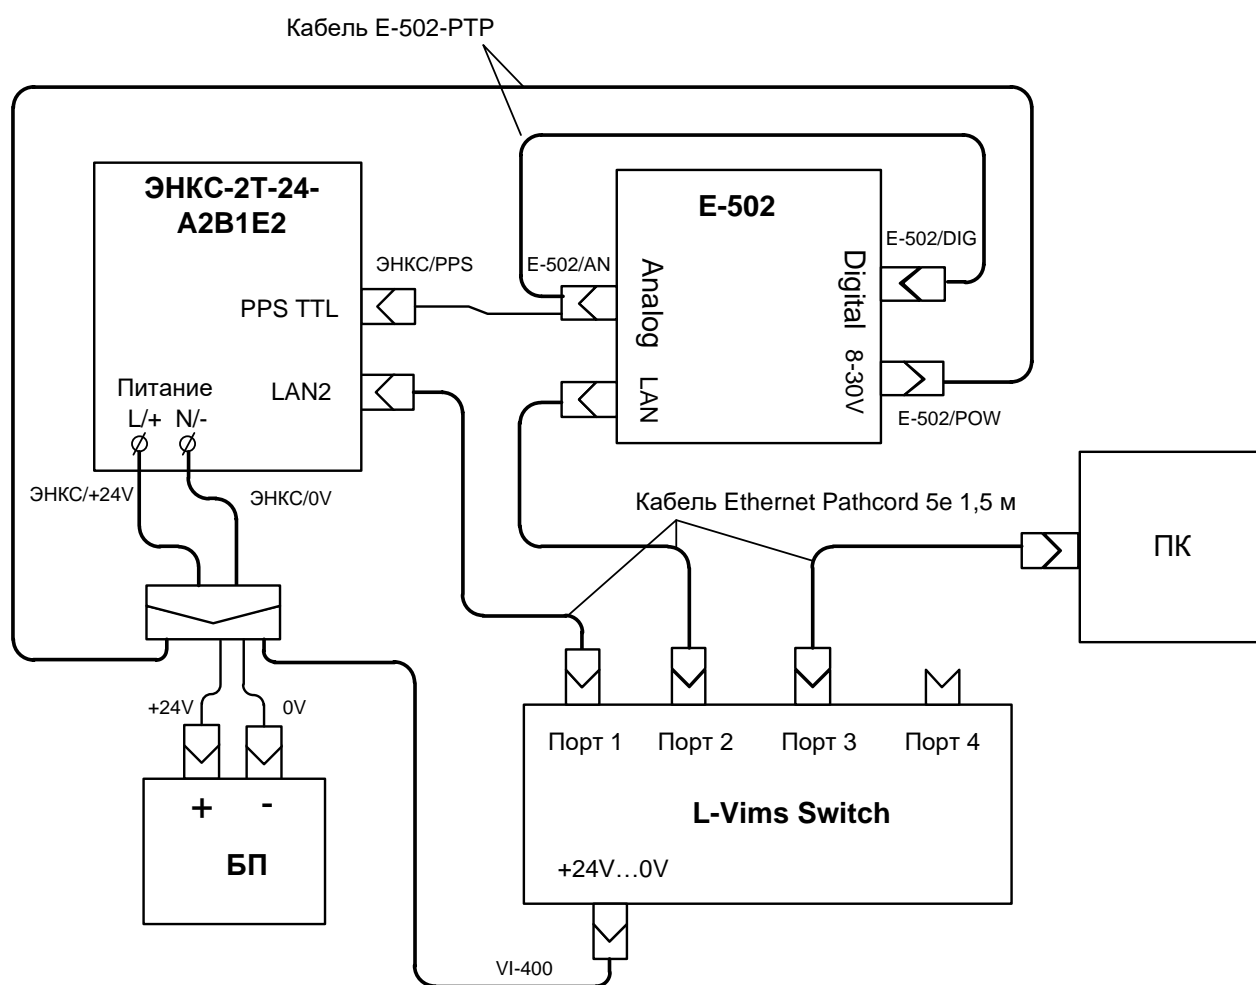 Кабель E-502-PTP
ЭНКС-2Т-24-
A2B1E2
E-502
E-502/DIG
ЭНКС/PPS
E-502/AN
Analog
Digital
PPS TTL
8-30V
Питание
LAN2
LAN
L/+ N/-
E-502/POW
ЭНКС/+24V
ЭНКС/0V
Кабель Ethernet Pathcord 5e 1,5 м
ПК
+24V
0V
Порт 1
Порт 2
Порт 3
Порт 4
+ -
L-Vims Switch
БП
+24V…0V
VI-400